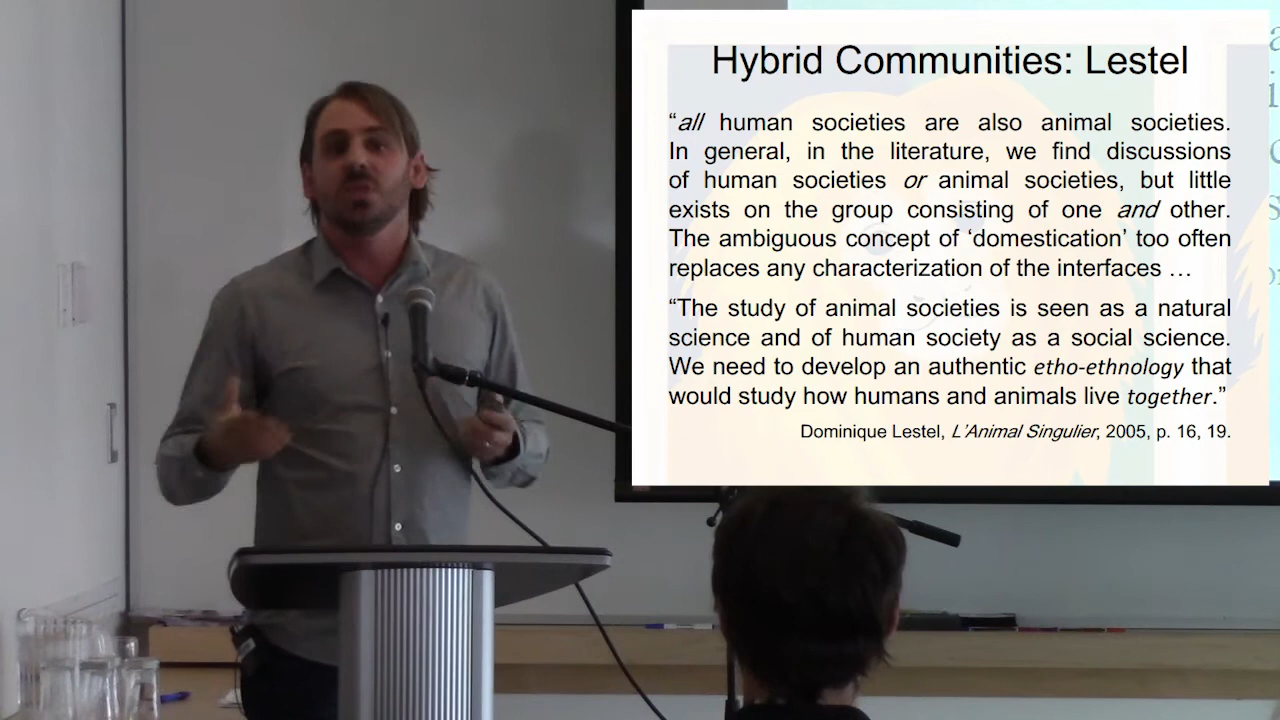 Hybrid Communities: Lestel
“all human societies are also animal societies.
In general, in the literature, we find discussions
of human societies or animal societies, but little
exists on the group consisting of one and other.
The ambiguous concept of ‘domestication’ too often
replaces any characterization of the interfaces …
“The study of animal societies is seen as a natural
science and of human society as a social science.
We need to develop an authentic etho-ethnology that
would study how humans and animals live together.”
Dominique Lestel, L’Animal Singulier, 2005, p. 16, 19.